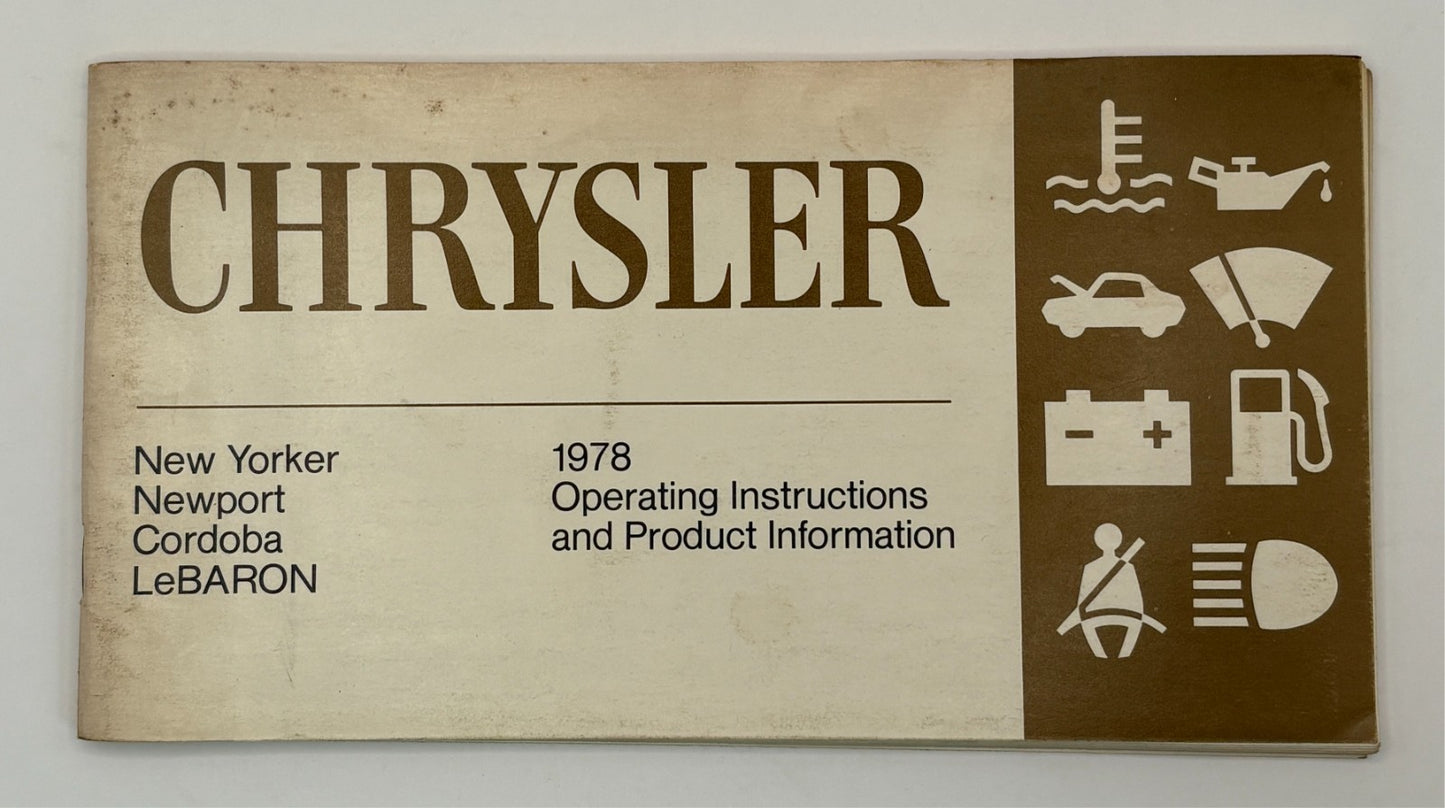 CHRYSLER
New Yorker
Newport
Cordoba
LeBARON
1978
Operating Instructions
and Product Information